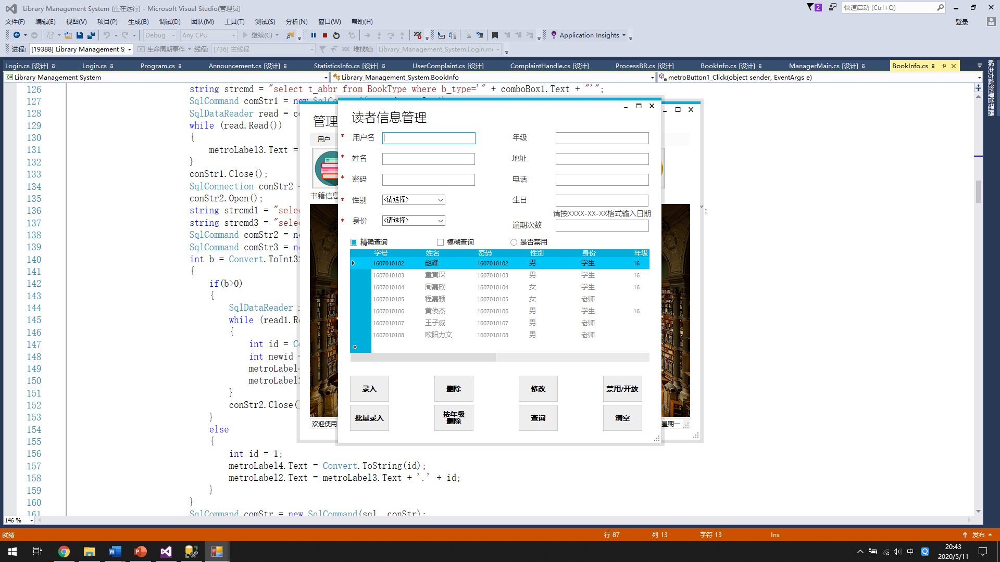 Library Management System (正在运行) - Microsoft Visual Studio(管理员)
2
快速启动 (Ctrl+Q)
文件(F) 编辑(E) 视图(V) 项目(P) 生成(B) 调试(D) 团队(M) 工具(T) 测试(S) 分析(N) 窗口(W) 帮助(H)
登录
Debug Any CPU 继续(C) Application Insights
进程: [19388] Library Management Sy 生命周期事件 线程: [736] 主线程 堆栈帧: Library_Management_System.Login.me
Login.cs [设计] Login.cs Program.cs Announcement.cs [设计] StatisticsInfo.cs [设计] UserComplaint.cs [设计] ComplaintHandle.cs [设计] ProcessBR.cs [设计] BookInfo.cs [设计] ManagerMain.cs [设计] BookInfo.cs
解决方案资源管理器
Library Management System Library_Management_System.BookInfo metroButton1_Click(object sender, EventArgs e)
126 string strcmd = "select t_abbr from BookType where b_type='" + comboBox1.Text + "'";
127 SqlCommand comStr1 = new
128 SqlDataReader read =
129 while (read.Read())
130 {
131 metroLabel3.Text =
132 }
133 conStr1.Close();
134 SqlConnection conStr2 =
135 conStr2.Open();
136 string strcmd1 = "sele ";
137 string strcmd3 = "sele
138 SqlCommand comStr2 =
139 SqlCommand comStr3 =
140 int b = Convert.ToInt32
141 {
142 if(b>0)
143 {
144 SqlDataReader
145 while (read1.Re
146 {
147 int id =
148 int newid =
149 metroLabel4
150 metroLabel2
151 }
152 conStr2.Close()
153 }
154 else
155 {
156 int id = 1;
157 metroLabel4.Text = Convert.ToString(id);
158 metroLabel2.Text = metroLabel3.Text + '.' + id;
159 }
160 }
161 SqlCommand comStr = new SqlCommand(sql, conStr);
管理
用户
书籍信息
欢迎使用
星期一
读者信息管理
* 用户名 年级
* 姓名 地址
* 密码 电话
* 性别 <请选择> 生日
请按XXXX-XX-XX格式输入日期
* 身份 <请选择> 逾期次数
精确查询 模糊查询 是否禁用
学号 姓名 密码 性别 身份 年级
1607010102 赵耀 1607010102 男 学生 16
1607010103 童寅琛 1607010103 男 学生 16
1607010104 周嘉欣 1607010104 女 学生 16
1607010105 程嘉颖 1607010105 女 老师
1607010106 黄俊杰 1607010106 男 学生 16
1607010107 王子威 1607010107 男 老师
1607010108 欧阳力文 1607010108 男 老师
录入 删除 修改 禁用/开放
批量录入 按年级删除 查询 清空
146 %
就绪 行 87 列 13 字符 13 Ins 发布
中
20:43
2020/5/11